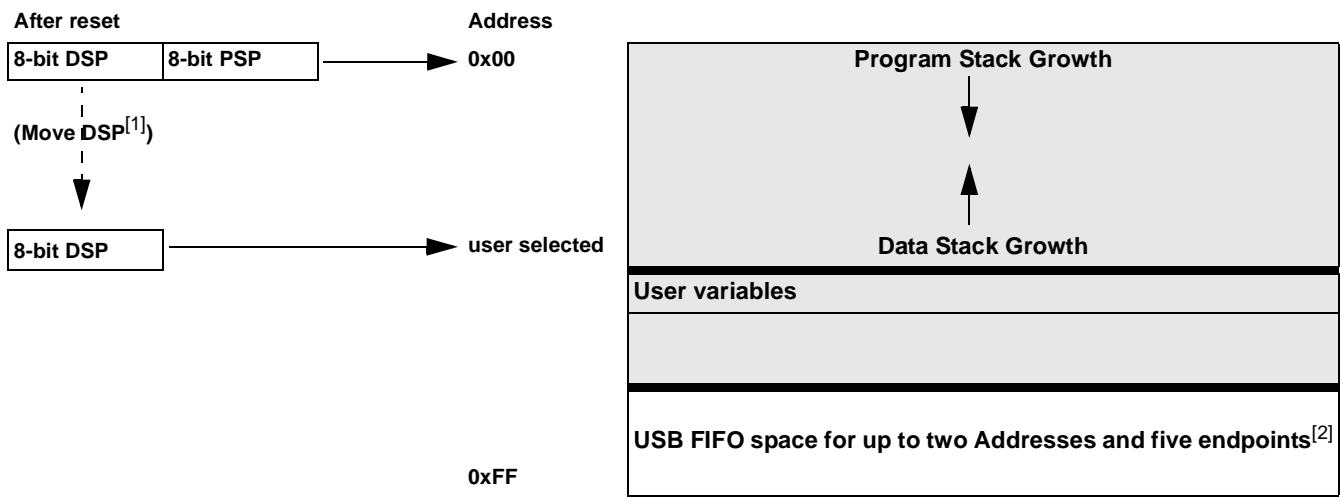 After reset
Address
8-bit DSP
8-bit PSP
0x00
Program Stack Growth
(Move DSP[1])
8-bit DSP
user selected
Data Stack Growth
User variables
USB FIFO space for up to two Addresses and five endpoints[2]
0xFF